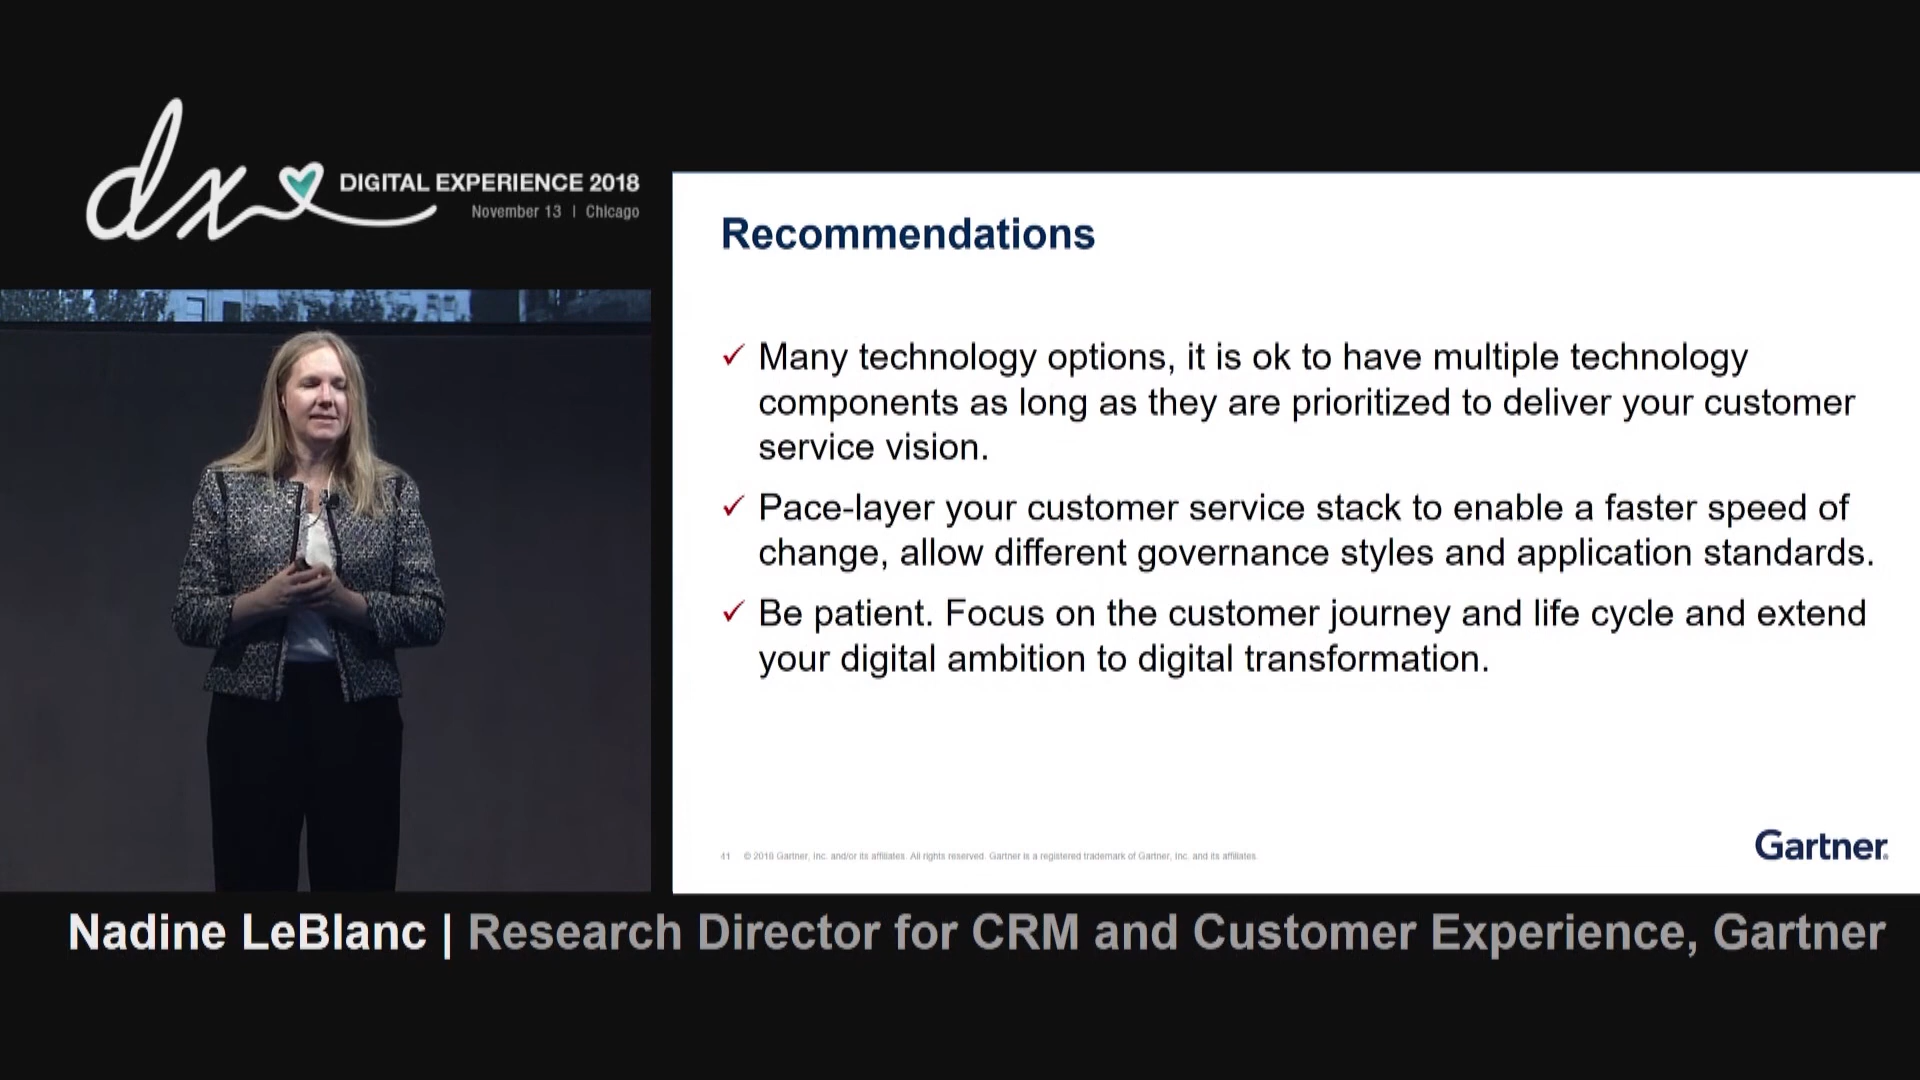 dx
DIGITAL EXPERIENCE 2018
November 13 | Chicago
Recommendations
✓ Many technology options, it is ok to have multiple technology
components as long as they are prioritized to deliver your customer
service vision.
✓ Pace-layer your customer service stack to enable a faster speed of
change, allow different governance styles and application standards.
✓ Be patient. Focus on the customer journey and life cycle and extend
your digital ambition to digital transformation.
41 © 2018 Gartner, Inc. and/or its affiliates. All rights reserved. Gartner is a registered trademark of Gartner, Inc. and its affiliates.
Gartner®
Nadine LeBlanc | Research Director for CRM and Customer Experience, Gartner